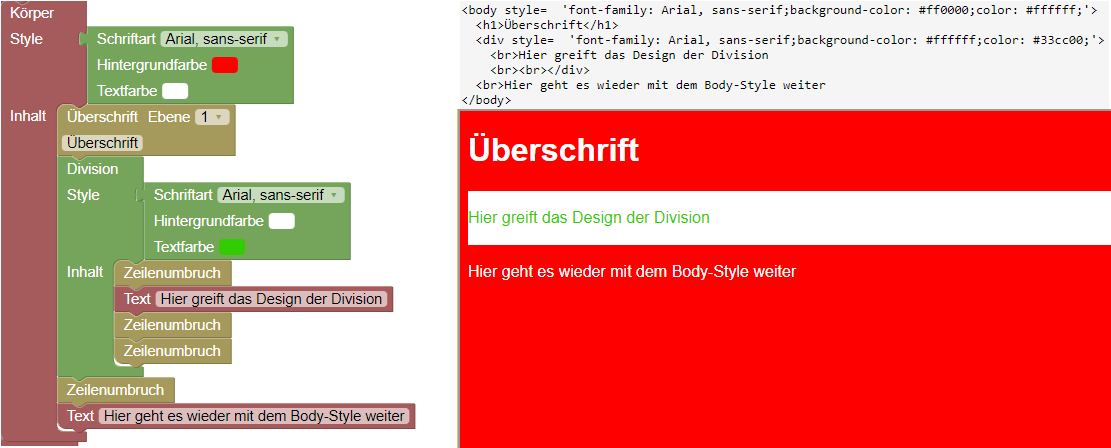 Körper
Style Schriftart Arial, sans-serif
Hintergrundfarbe
Textfarbe
Inhalt Überschrift Ebene 1
Überschrift
Division
Style Schriftart Arial, sans-serif
Hintergrundfarbe
Textfarbe
Inhalt Zeilenumbruch
Text Hier greift das Design der Division
Zeilenumbruch
Zeilenumbruch
Zeilenumbruch
Text Hier geht es wieder mit dem Body-Style weiter
<body style= 'font-family: Arial, sans-serif;background-color: #ff0000;color: #ffffff;'>
<h1>Überschrift</h1>
<div style= 'font-family: Arial, sans-serif;background-color: #ffffff;color: #33cc00;'>
<br>Hier greift das Design der Division
<br><br></div>
<br>Hier geht es wieder mit dem Body-Style weiter
</body>
Überschrift
Hier greift das Design der Division
Hier geht es wieder mit dem Body-Style weiter